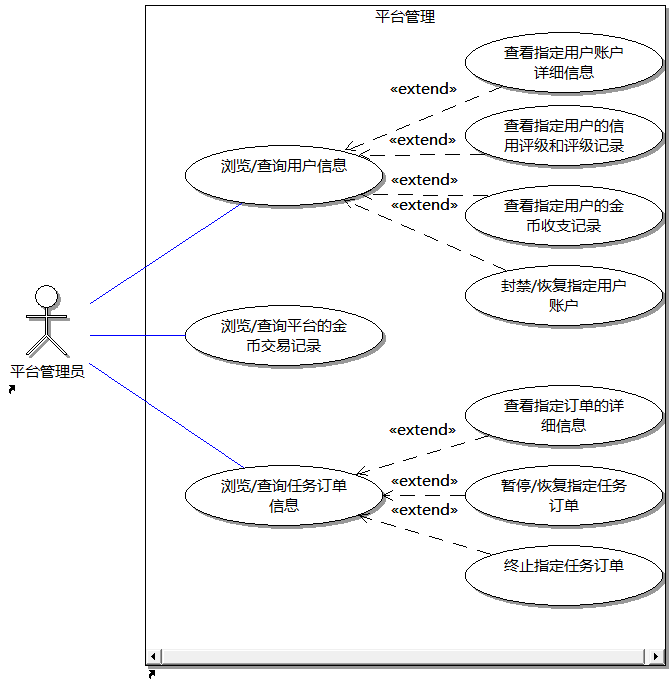 平台管理
查看指定用户账户
详细信息
«extend»
查看指定用户的信
用评级和评级记录
«extend»
浏览/查询用户信息
«extend»
查看指定用户的金
币收支记录
«extend»
封禁/恢复指定用户
账户
浏览/查询平台的金
币交易记录
平台管理员
查看指定订单的详
细信息
«extend»
浏览/查询任务订单
信息
«extend»
暂停/恢复指定任务
订单
«extend»
终止指定任务订单